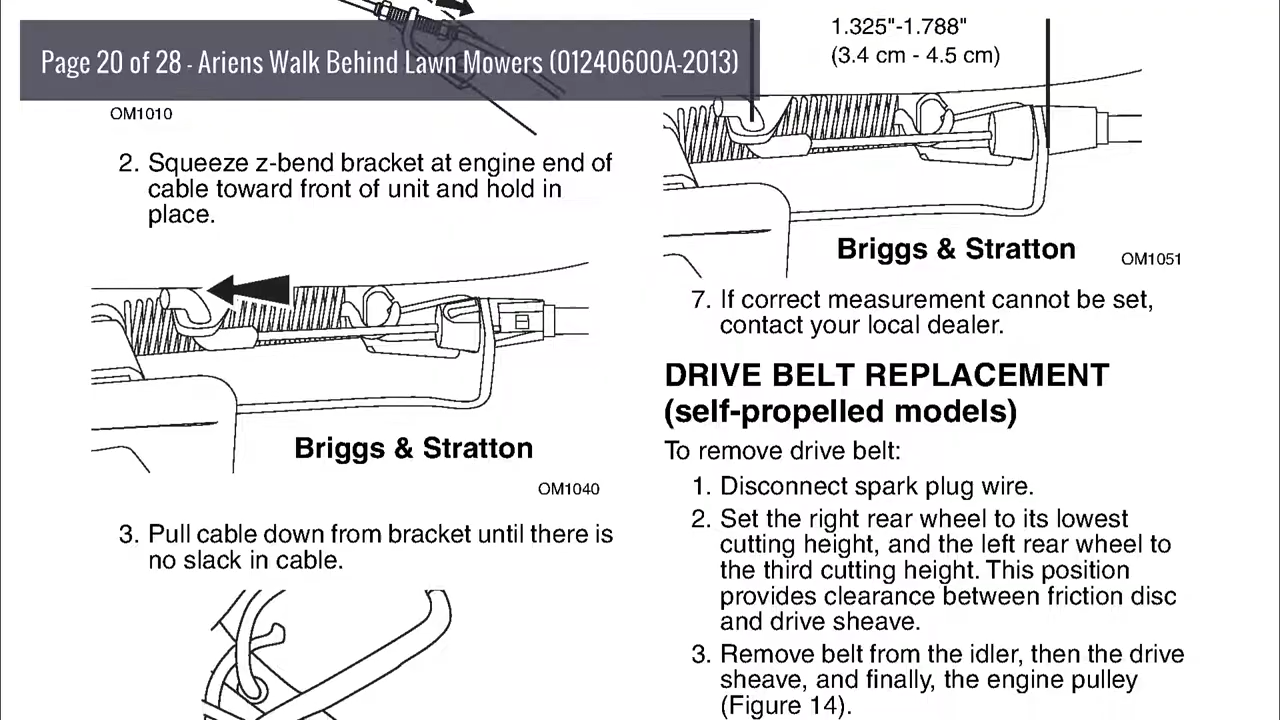 Page 20 of 28 - Ariens Walk Behind Lawn Mowers (01240600A-2013)
OM1010
2. Squeeze z-bend bracket at engine end of
cable toward front of unit and hold in
place.
Briggs & Stratton
OM1040
3. Pull cable down from bracket until there is
no slack in cable.
1.325"-1.788"
(3.4 cm - 4.5 cm)
Briggs & Stratton
OM1051
7. If correct measurement cannot be set,
contact your local dealer.
DRIVE BELT REPLACEMENT
(self-propelled models)
To remove drive belt:
1. Disconnect spark plug wire.
2. Set the right rear wheel to its lowest
cutting height, and the left rear wheel to
the third cutting height. This position
provides clearance between friction disc
and drive sheave.
3. Remove belt from the idler, then the drive
sheave, and finally, the engine pulley
(Figure 14).